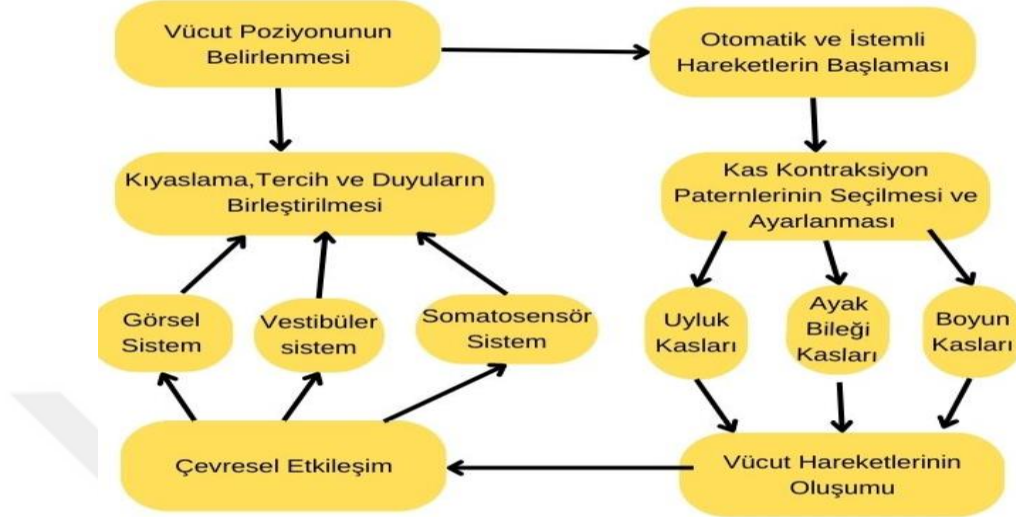 Vücut Poziyonunun
Belirlenmesi
Otomatik ve İstemli
Hareketlerin Başlaması
Kıyaslama,Tercih ve Duyuların
Birleştirilmesi
Kas Kontraksiyon
Paternlerinin Seçilmesi ve
Ayarlanması
Görsel
Sistem
Vestibüler
sistem
Somatosensör
Sistem
Uyluk
Kasları
Ayak
Bileği
Kasları
Boyun
Kasları
Çevresel Etkileşim
Vücut Hareketlerinin
Oluşumu